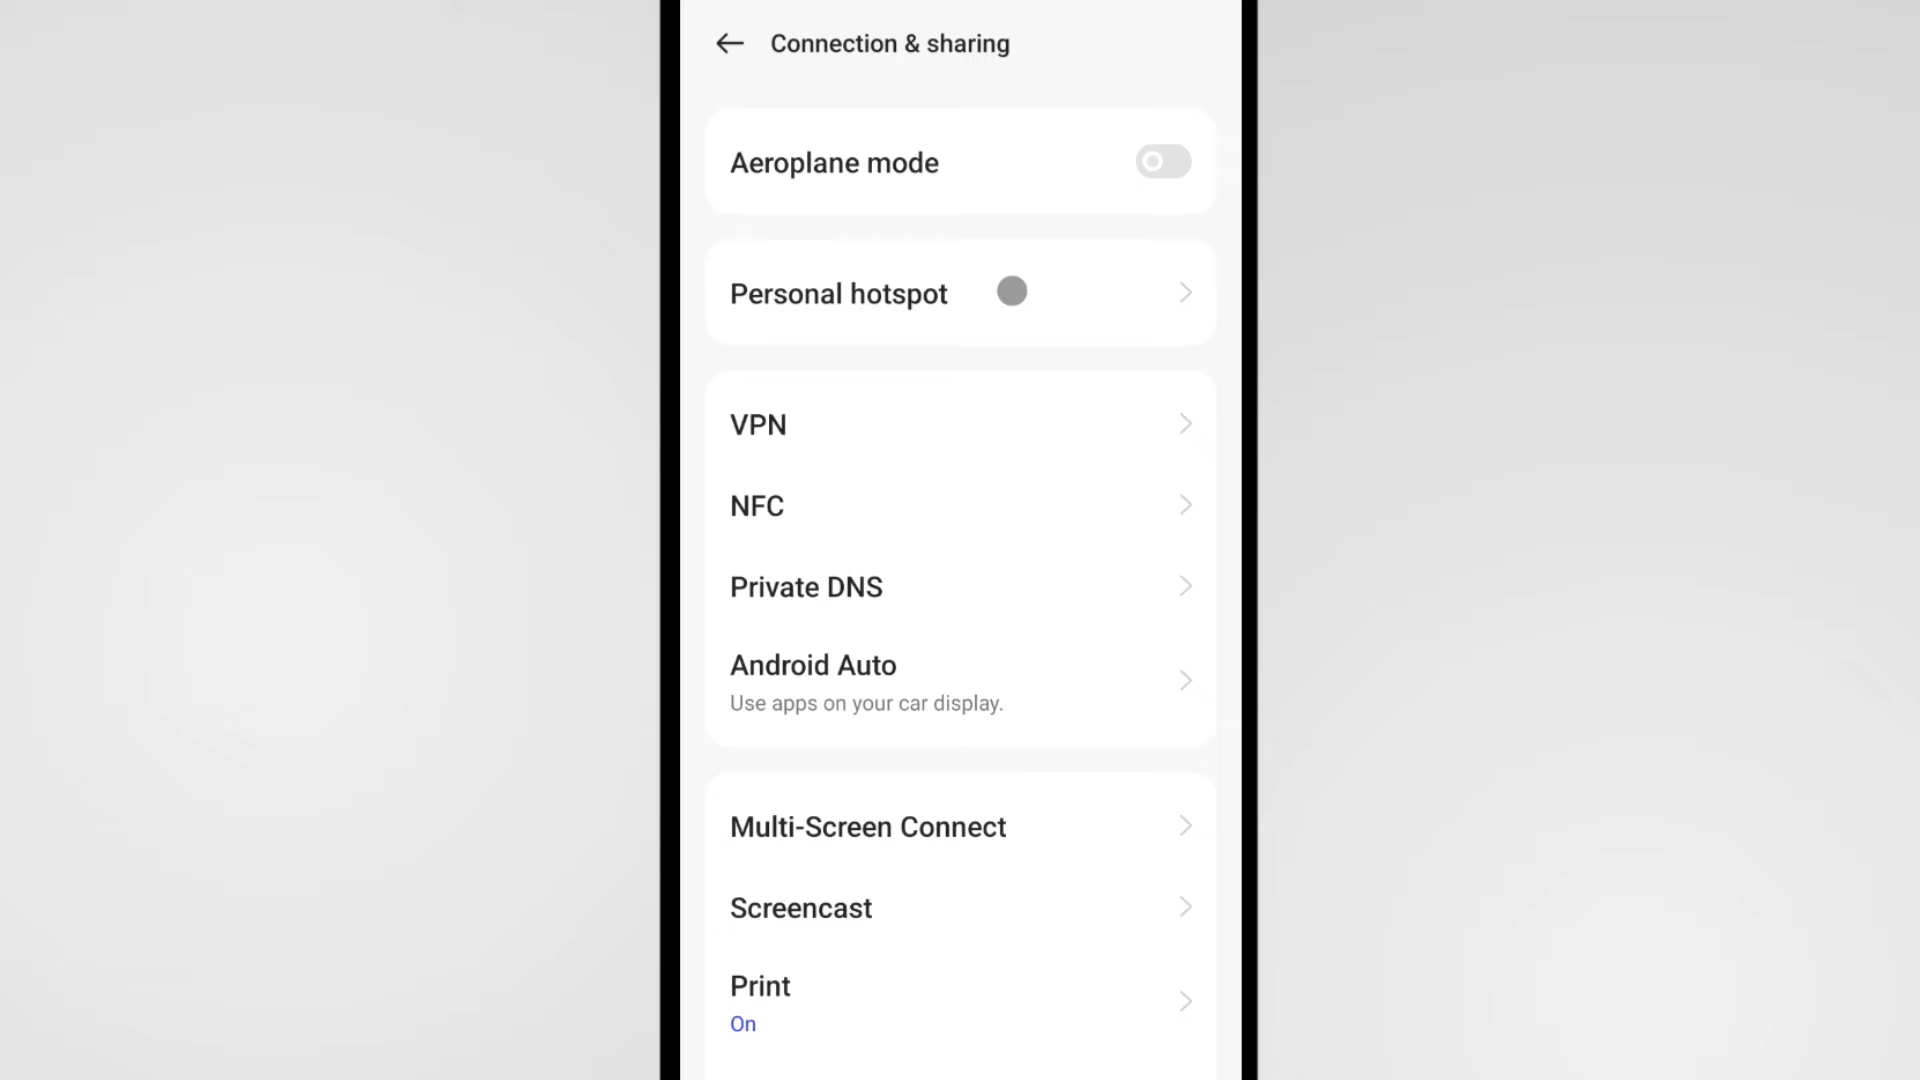 Connection & sharing
Aeroplane mode
Personal hotspot
VPN
NFC
Private DNS
Android Auto
Use apps on your car display.
Multi-Screen Connect
Screencast
Print
On